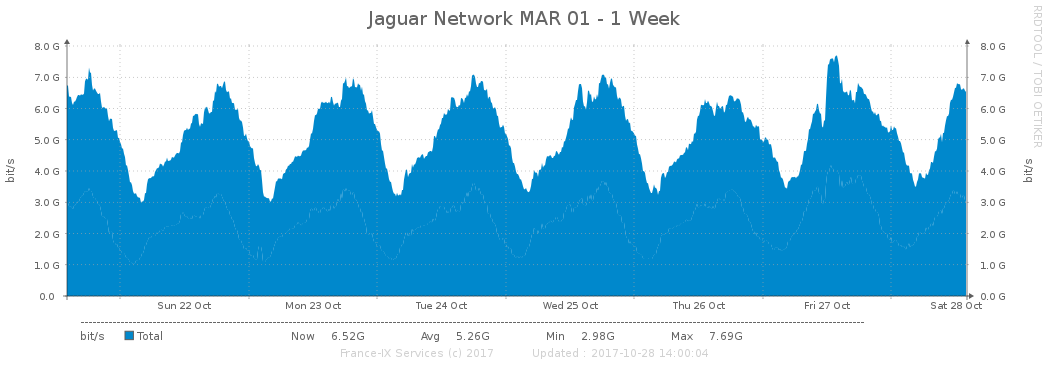 Jaguar Network MAR 01 - 1 Week
RRDTOOL / TOBI OETIKER
bit/s
8.0 G 8.0 G
7.0 G 7.0 G
6.0 G 6.0 G
5.0 G 5.0 G
4.0 G 4.0 G
3.0 G 3.0 G
2.0 G 2.0 G
1.0 G 1.0 G
0.0 0.0 G
bit/s
Sun 22 Oct Mon 23 Oct Tue 24 Oct Wed 25 Oct Thu 26 Oct Fri 27 Oct Sat 28 Oct
bit/s Total Now 6.52G Avg 5.26G Min 2.98G Max 7.69G
France-IX Services (c) 2017 Updated : 2017-10-28 14:00:04